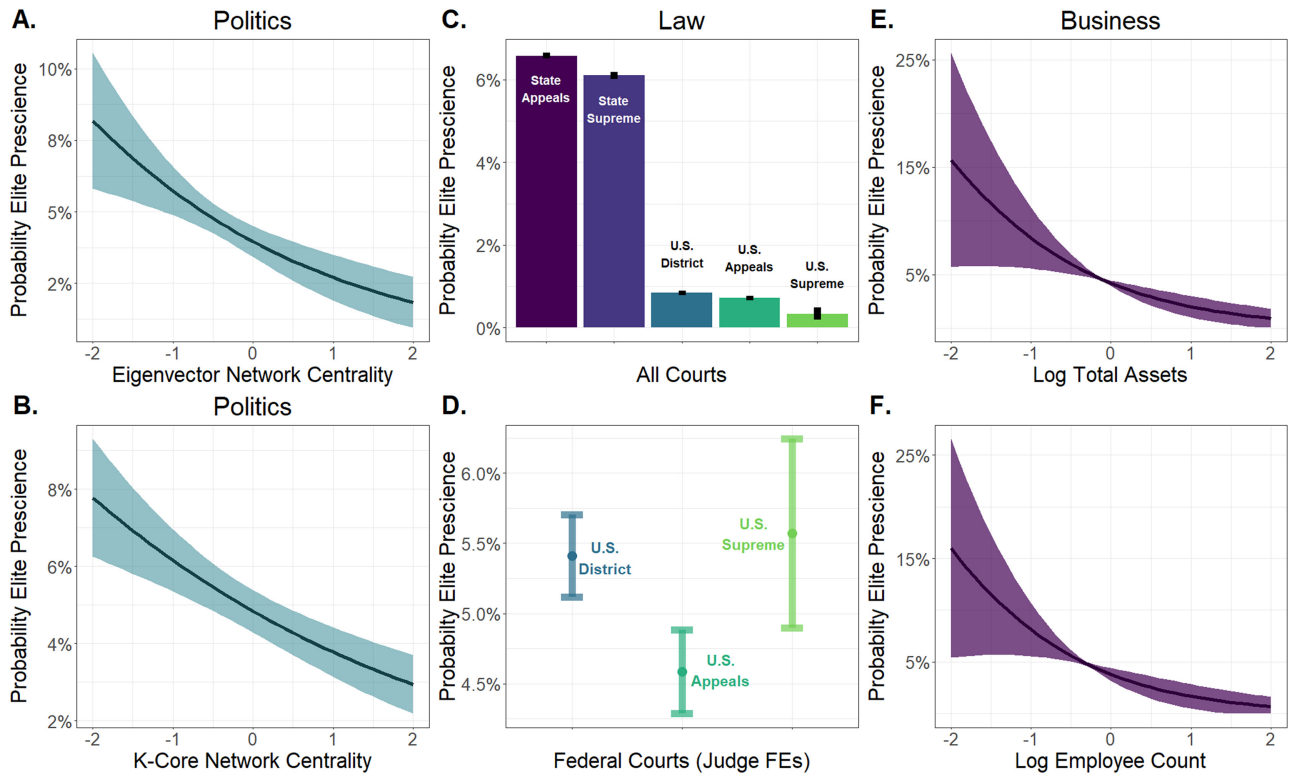 A.
Politics
Probability Elite Prescience
10%
8%
5%
2%
-2
-1
0
1
2
Eigenvector Network Centrality
B.
Politics
Probability Elite Prescience
8%
6%
4%
2%
-2
-1
0
1
2
K-Core Network Centrality
C.
Law
Probabilty Elite Prescience
6%
4%
2%
0%
State
Appeals
State
Supreme
U.S.
District
U.S.
Appeals
U.S.
Supreme
All Courts
D.
Probabilty Elite Prescience
6.0%
5.5%
5.0%
4.5%
U.S.
District
U.S.
Appeals
U.S.
Supreme
Federal Courts (Judge FEs)
E.
Business
Probabilty Elite Prescience
25%
15%
5%
-2
-1
0
1
2
Log Total Assets
F.
Probability Elite Prescience
25%
15%
5%
-2
-1
0
1
2
Log Employee Count